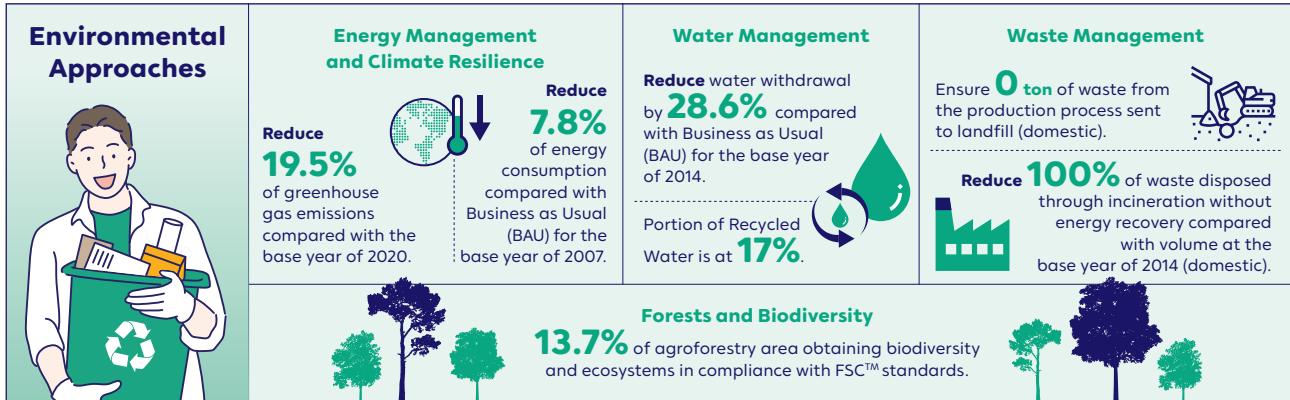 Environmental
Approaches
Energy Management
and Climate Resilience
Reduce
19.5%
of greenhouse
gas emissions
compared with the
base year of 2020.
Reduce
7.8%
of energy
consumption
compared with
Business as Usual
(BAU) for the
base year of 2007.
Water Management
Reduce water withdrawal
by 28.6% compared
with Business as Usual
(BAU) for the base year
of 2014.
Portion of Recycled
Water is at 17%.
Waste Management
Ensure 0 ton of waste from
the production process sent
to landfill (domestic).
Reduce 100% of waste disposed
through incineration without
energy recovery compared
with volume at the
base year of 2014 (domestic).
Forests and Biodiversity
13.7% of agroforestry area obtaining biodiversity
and ecosystems in compliance with FSC™ standards.